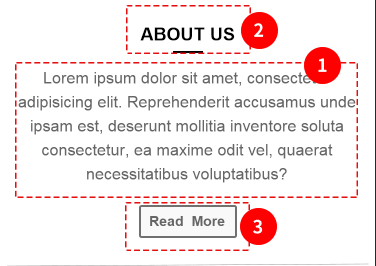 ABOUT US
2
1
Lorem ipsum dolor sit amet,
adipisicing elit. Reprehenderit accusamus unde
ipsam est, deserunt mollitia inventore soluta
consectetur, ea maxime odit vel, quaerat
necessitatibus voluptatibus?
Read More
3